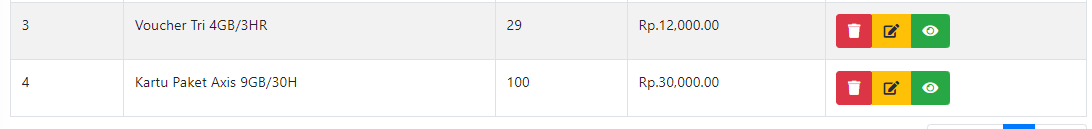 3 Voucher Tri 4GB/3HR 29 Rp.12,000.00
4 Kartu Paket Axis 9GB/30H 100 Rp.30,000.00